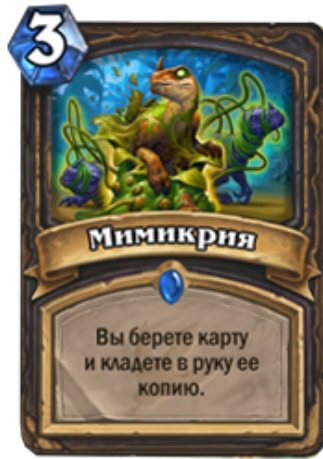 3
Мимикрия
Вы берете карту
и кладете в руку ее
копию.